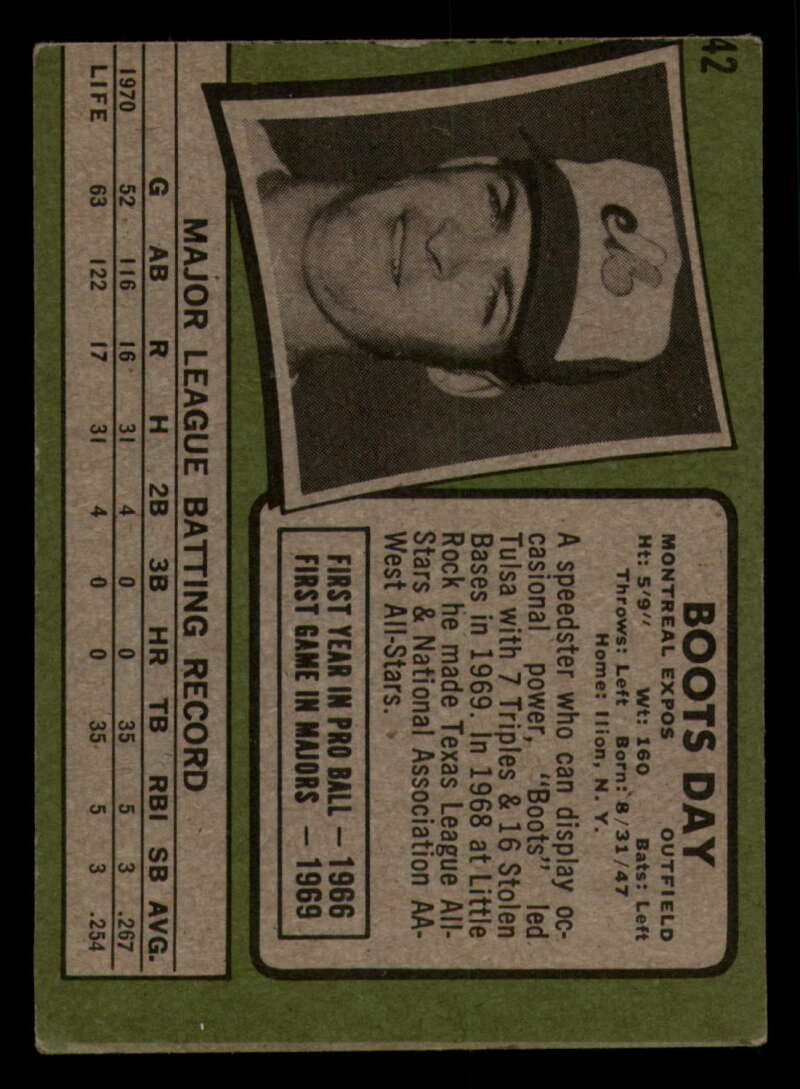 42
BOOTS DAY
MONTREAL EXPOS OUTFIELD
Ht: 5'9" Wt: 160 Bats: Left
Throws: Left Born: 8/31/47
Home: Ilion, N. Y.
A speedster who can display oc-
casional power, "Boots" led
Tulsa with 7 Triples & 16 Stolen
Bases in 1969. In 1968 at Little
Rock he made Texas League All-
Stars & National Association AA-
West All-Stars.
FIRST YEAR IN PRO BALL — 1966
FIRST GAME IN MAJORS — 1969
MAJOR LEAGUE BATTING RECORD
G AB R H 2B 3B HR TB RBI SB AVG.
1970 52 116 16 31 4 0 0 35 5 3 .267
LIFE 63 122 17 31 4 0 0 35 5 3 .254